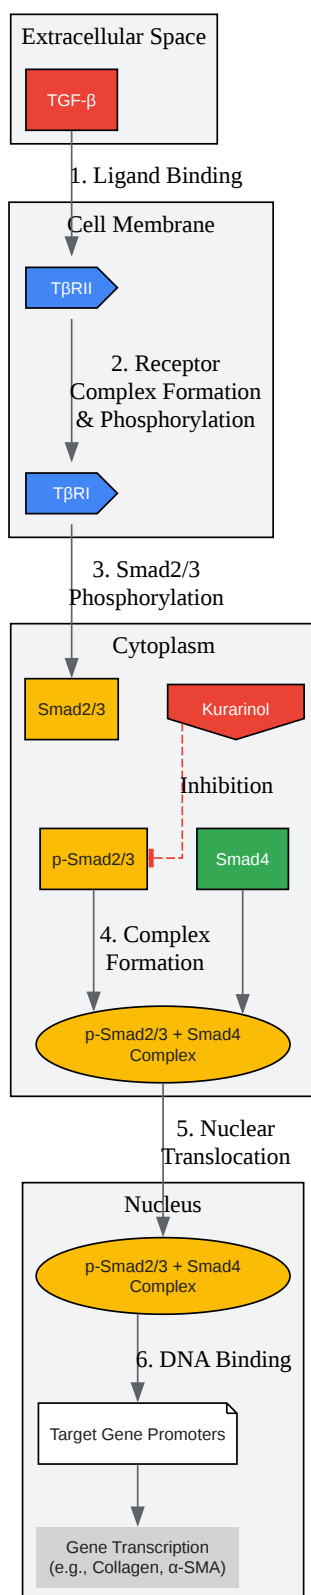 Extracellular Space
TGF-β
1. Ligand Binding
Cell Membrane
TβRII
2. Receptor
Complex Formation
& Phosphorylation
TβRI
3. Smad2/3
Phosphorylation
Cytoplasm
Smad2/3
Kurarinol
Inhibition
p-Smad2/3
Smad4
4. Complex
Formation
p-Smad2/3 + Smad4
Complex
5. Nuclear
Translocation
Nucleus
p-Smad2/3 + Smad4
Complex
6. DNA Binding
Target Gene Promoters
Gene Transcription
(e.g., Collagen, α-SMA)